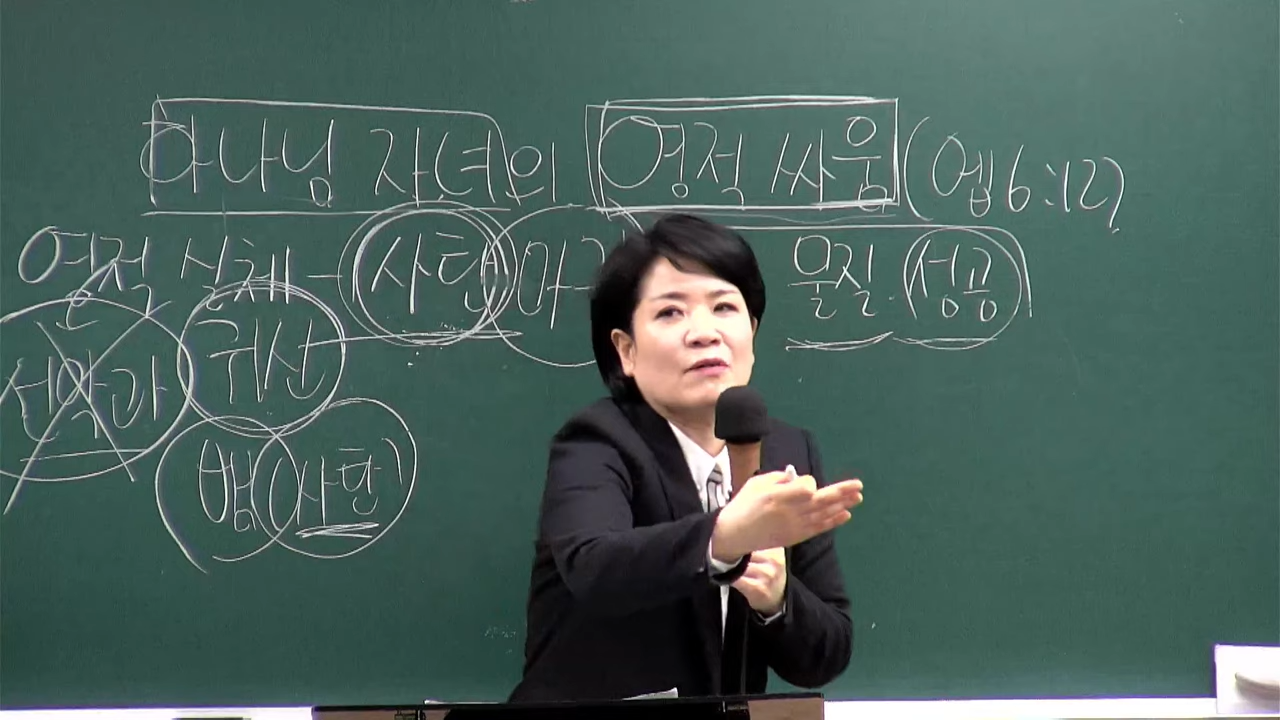 하나님 자녀의 영적 싸움 (엡 6:12)
영적 실체 - 사탄 마 물질. 성공
선악과 귀신
뱀 (사탄)